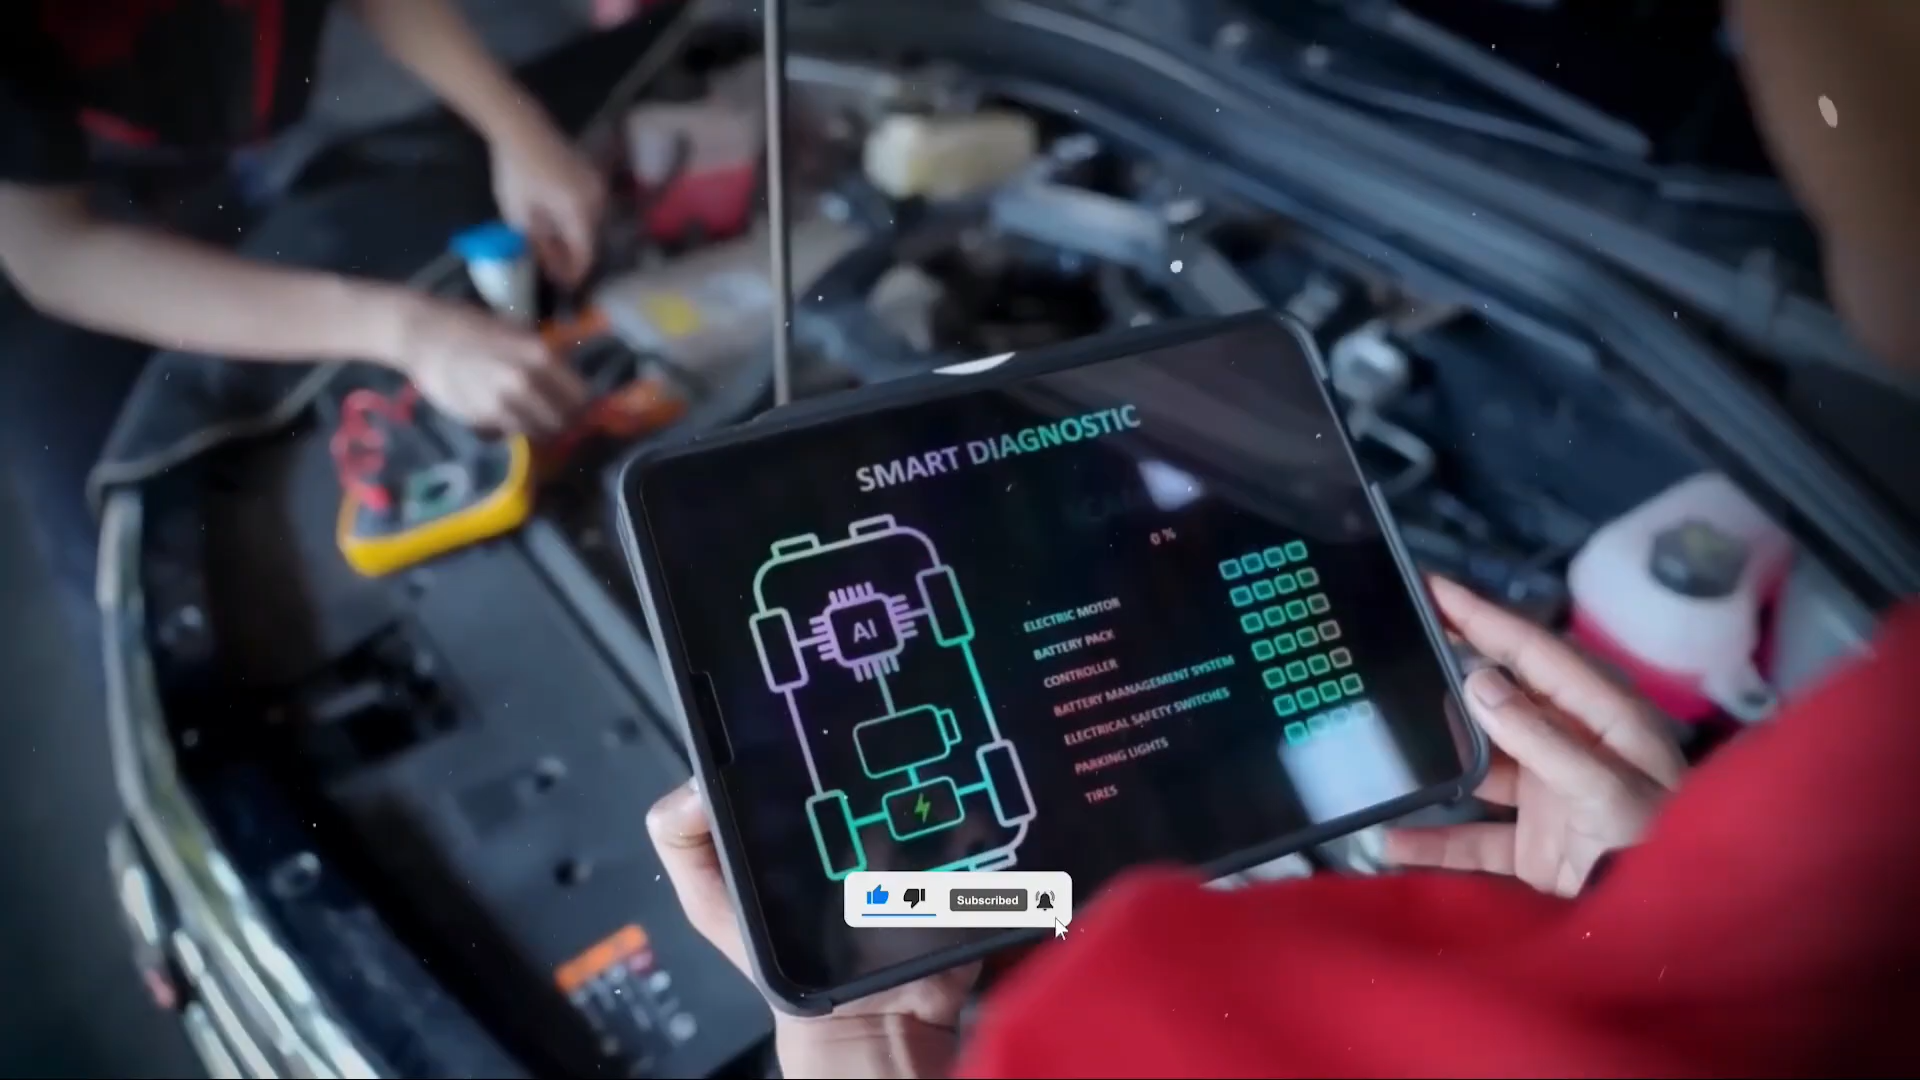 SMART DIAGNOSTIC
0 %
ELECTRIC MOTOR
BATTERY PACK
CONTROLLER
BATTERY MANAGEMENT SYSTEM
ELECTRICAL SAFETY SWITCHES
PARKING LIGHTS
TIRES
AI
Subscribed